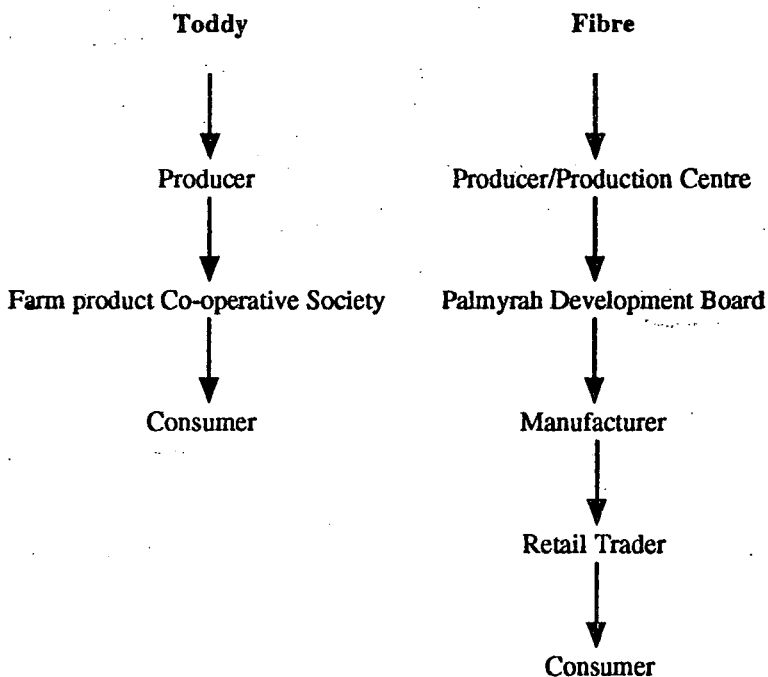 Toddy
Producer
Farm product Co-operative Society
Consumer
Fibre
Producer/Production Centre
Palmyrah Development Board
Manufacturer
Retail Trader
Consumer